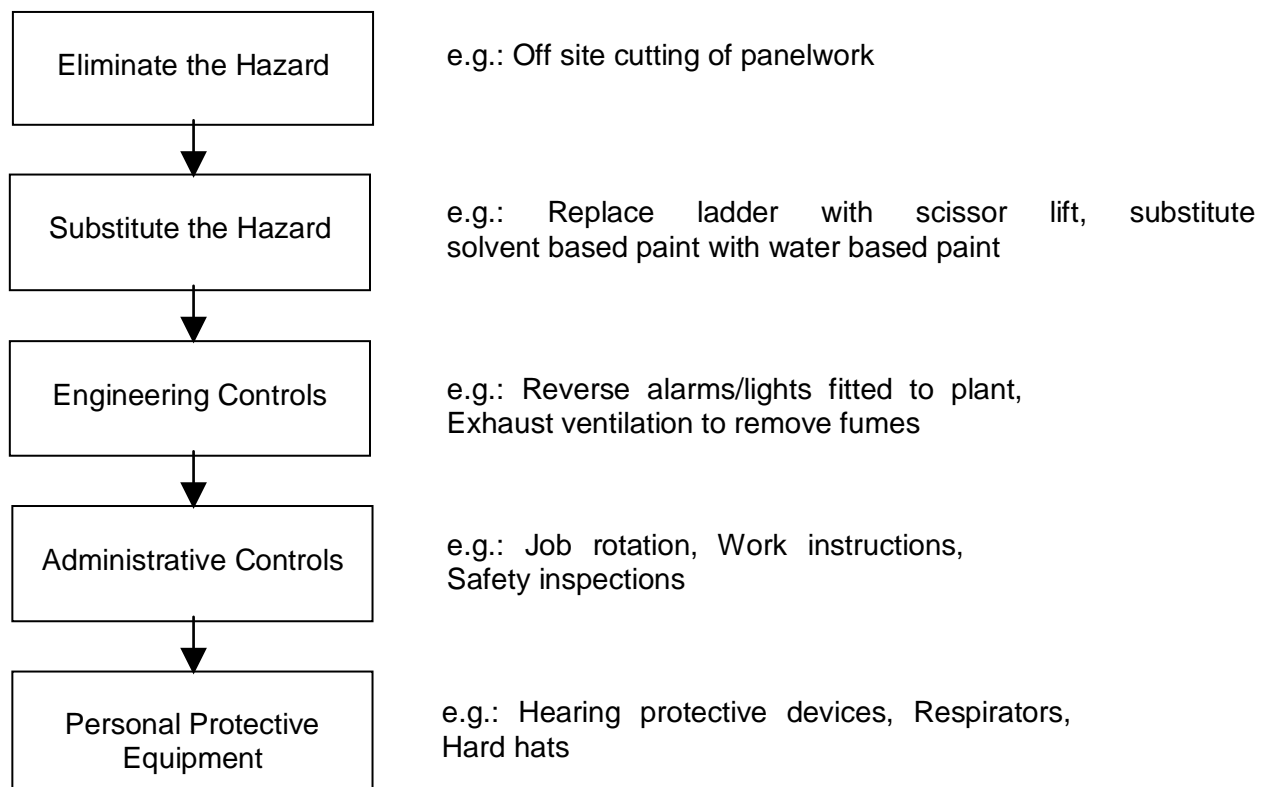 Eliminate the Hazard
e.g.: Off site cutting of panelwork
Substitute the Hazard
e.g.: Replace ladder with scissor lift, substitute
solvent based paint with water based paint
Engineering Controls
e.g.: Reverse alarms/lights fitted to plant,
Exhaust ventilation to remove fumes
Administrative Controls
e.g.: Job rotation, Work instructions,
Safety inspections
Personal Protective
Equipment
e.g.: Hearing protective devices, Respirators,
Hard hats